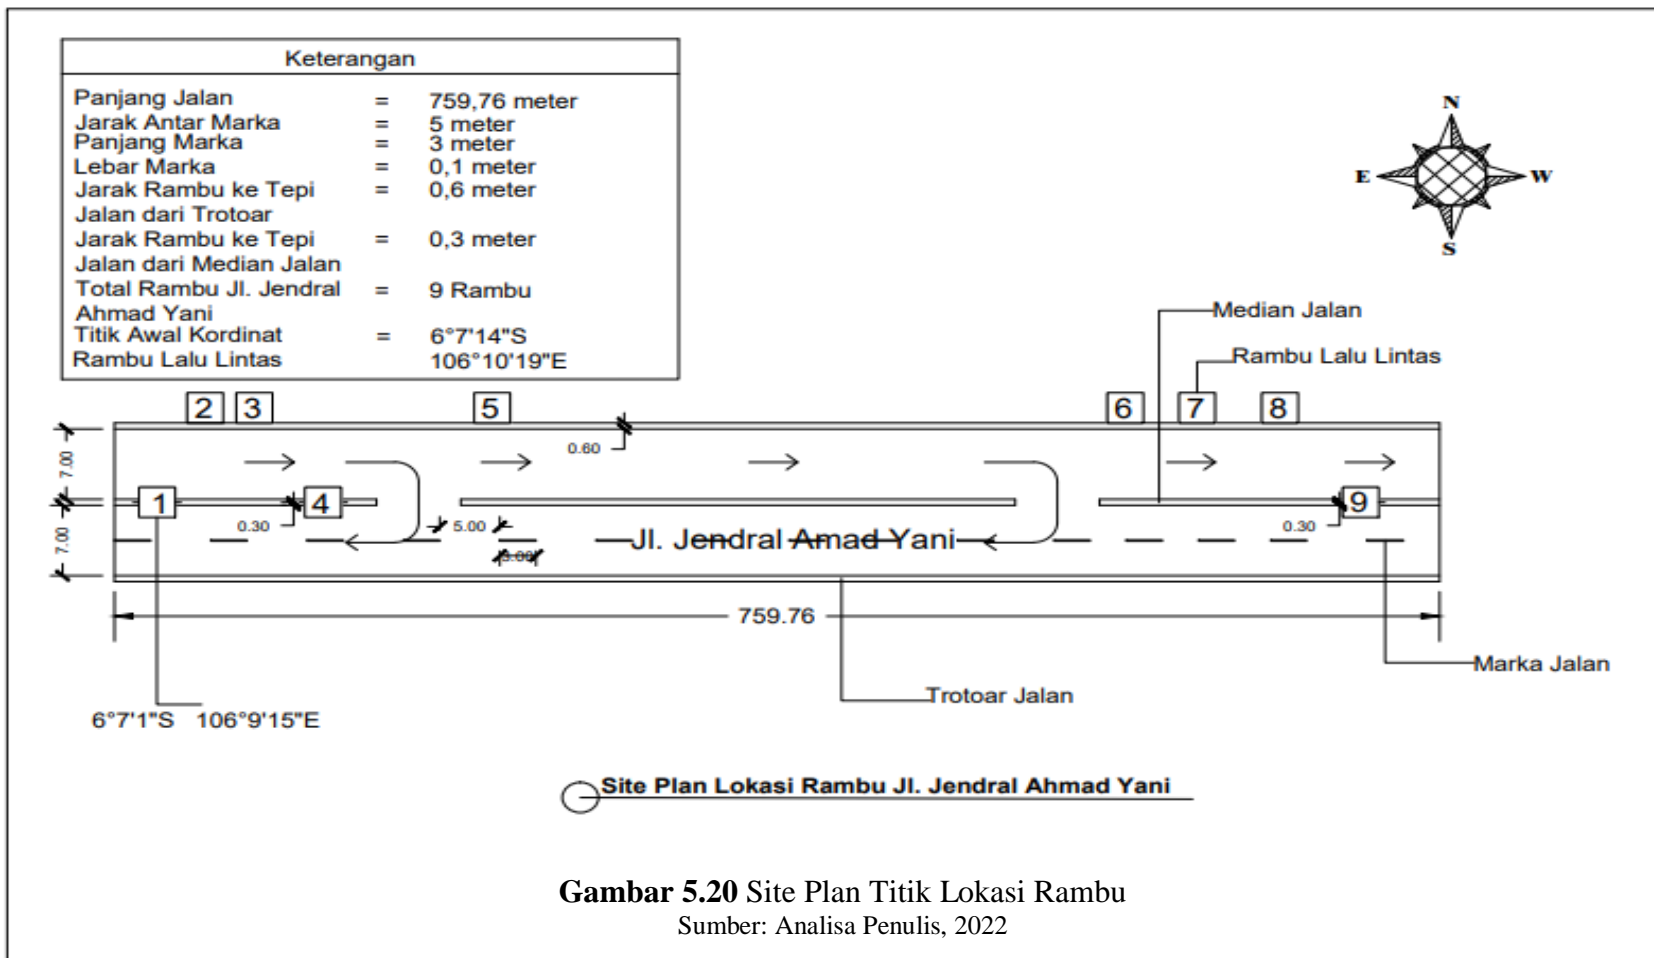 Keterangan
Panjang Jalan = 759,76 meter
Jarak Antar Marka = 5 meter
Panjang Marka = 3 meter
Lebar Marka = 0,1 meter
Jarak Rambu ke Tepi = 0,6 meter
Jalan dari Trotoar
Jarak Rambu ke Tepi = 0,3 meter
Jalan dari Median Jalan
Total Rambu Jl. Jendral = 9 Rambu
Ahmad Yani
Titik Awal Kordinat = 6°7'14"S
Rambu Lalu Lintas 106°10'19"E
N
E W
S
Median Jalan
Rambu Lalu Lintas
2 3 5 6 7 8
0.60
7.00
1 4 9
0.30 5.00 0.30
7.00
Jl. Jendral Amad Yani
3.00
759.76
Marka Jalan
Trotoar Jalan
6°7'1"S 106°9'15"E
Site Plan Lokasi Rambu Jl. Jendral Ahmad Yani
Gambar 5.20 Site Plan Titik Lokasi Rambu
Sumber: Analisa Penulis, 2022